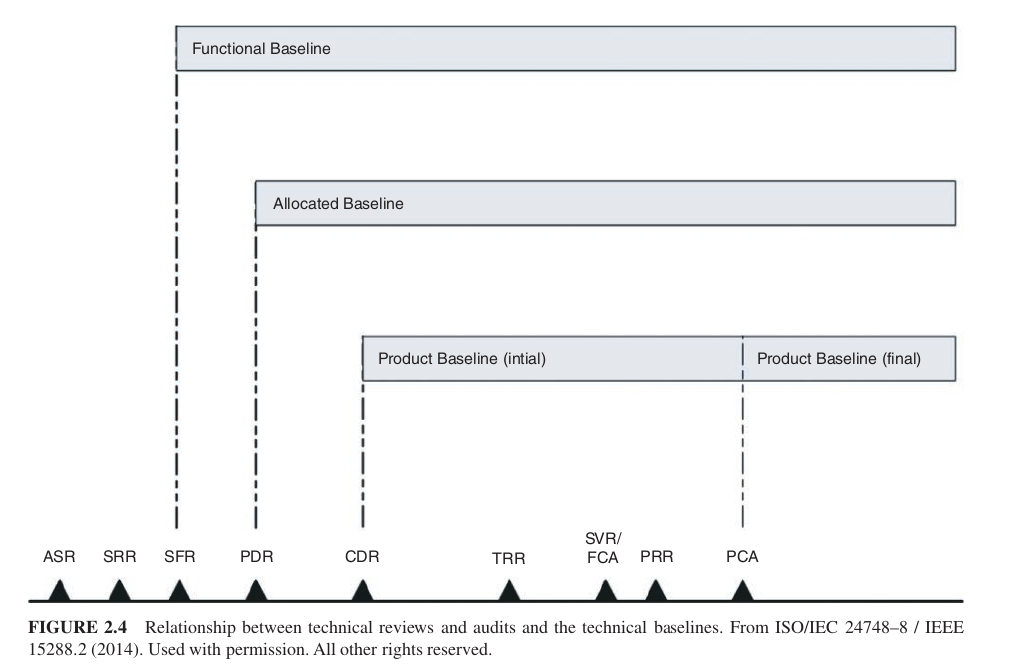 Functional Baseline
Allocated Baseline
Product Baseline (intial)
Product Baseline (final)
ASR
SRR
SFR
PDR
CDR
TRR
SVR/
FCA
PRR
PCA
FIGURE 2.4 Relationship between technical reviews and audits and the technical baselines. From ISO/IEC 24748–8 / IEEE
15288.2 (2014). Used with permission. All other rights reserved.